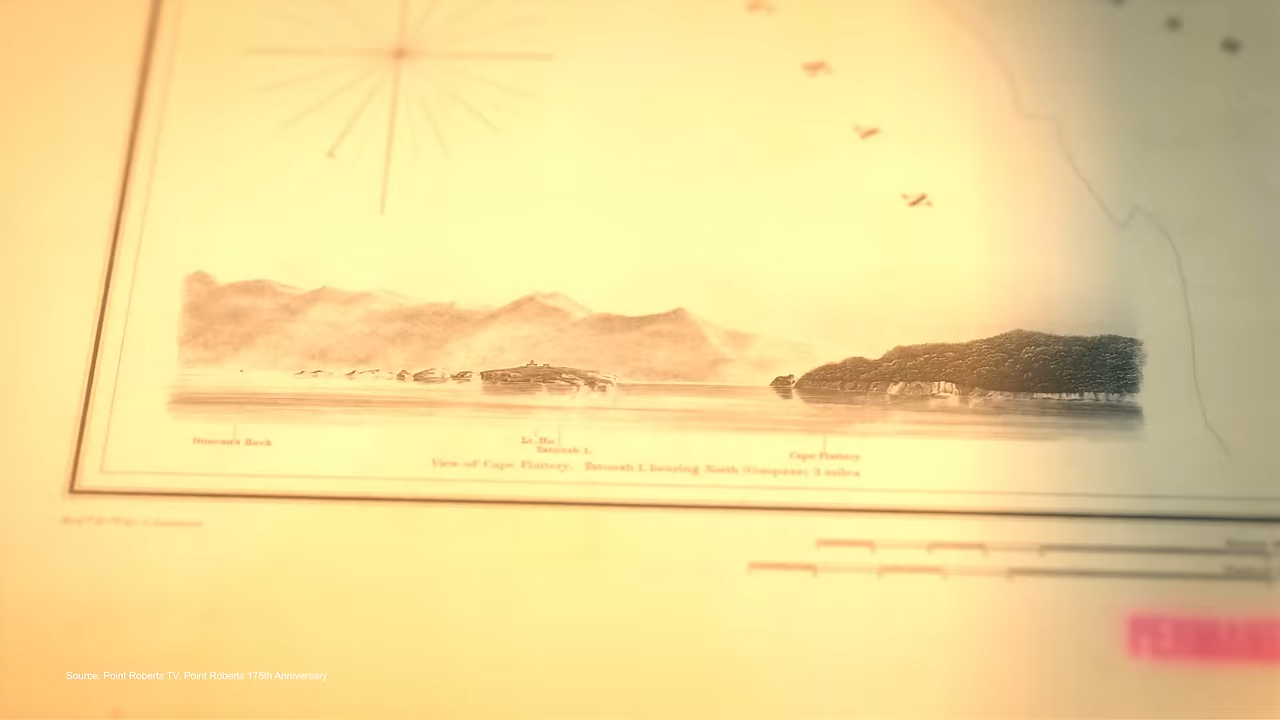 Duncan's Rock
Lt. Ho.
Tatoosh I.
Cape Flattery
View of Cape Flattery. Tatoosh I. bearing North (Compass) 3 miles
Source: Point Roberts TV, Point Roberts 175th Anniversary